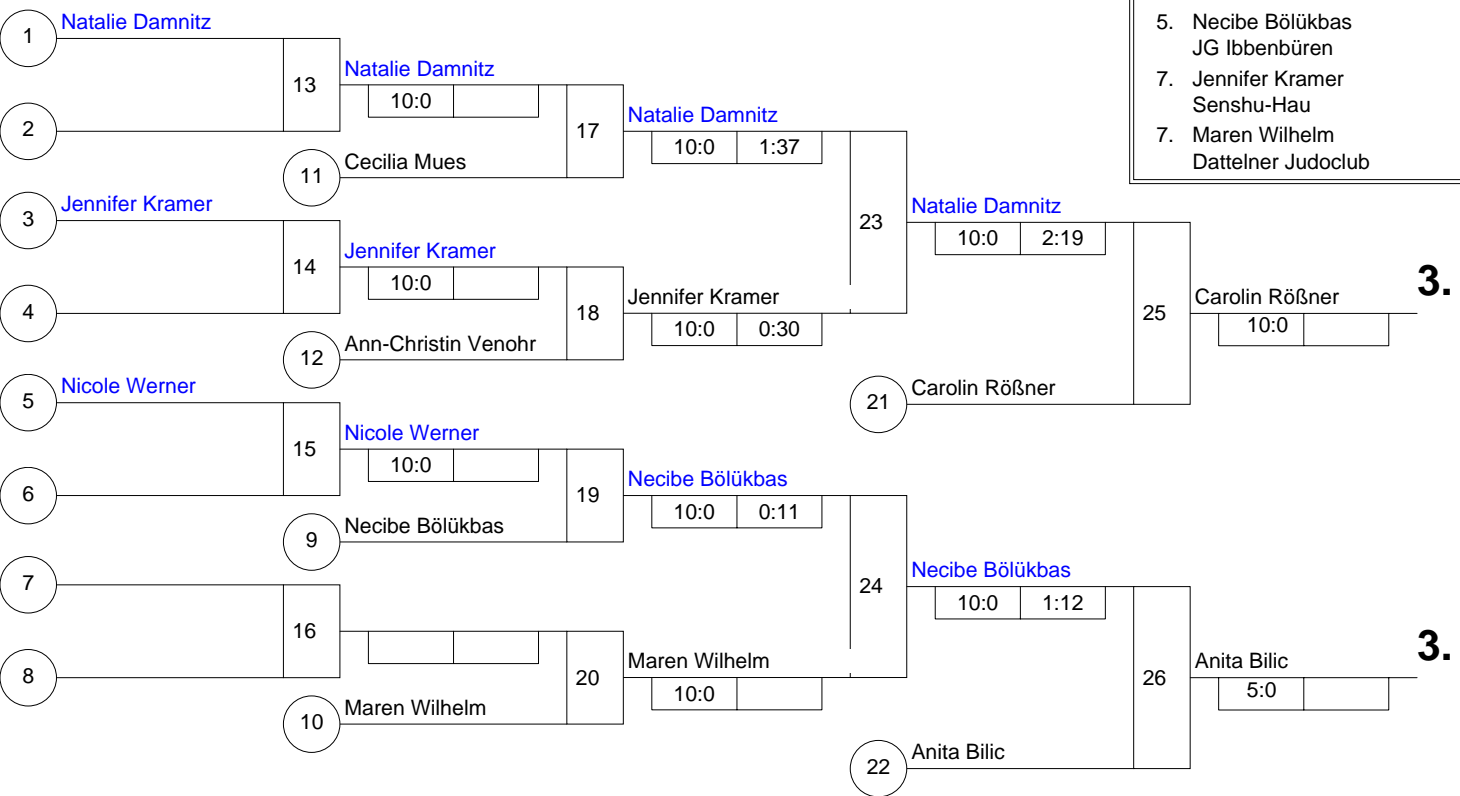 1 Natalie Damnitz
5. Necibe Bölükbas
JG Ibbenbüren
13 Natalie Damnitz
7. Jennifer Kramer
10:0
Senshu-Hau
2
17 Natalie Damnitz
7. Maren Wilhelm
10:0 1:37
Dattelner Judoclub
11 Cecilia Mues
3 Jennifer Kramer
23 Natalie Damnitz
10:0 2:19
14 Jennifer Kramer
10:0
3.
4
18 Jennifer Kramer
25 Carolin Rößner
10:0 0:30
10:0
12 Ann-Christin Venohr
5 Nicole Werner
21 Carolin Rößner
15 Nicole Werner
10:0
6
19 Necibe Bölükbas
10:0 0:11
9 Necibe Bölükbas
7
24 Necibe Bölükbas
10:0 1:12
16
3.
8
20 Maren Wilhelm
26 Anita Bilic
10:0
5:0
10 Maren Wilhelm
22 Anita Bilic